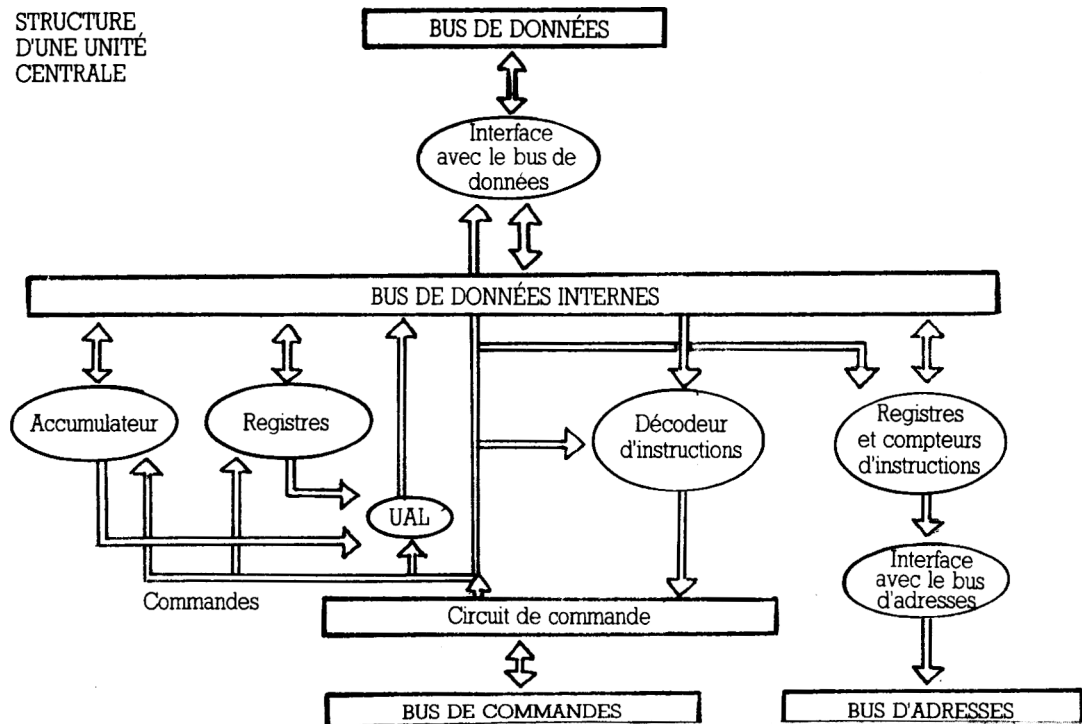 STRUCTURE
D'UNE UNITÉ
CENTRALE
BUS DE DONNÉES
Interface
avec le bus de
données
BUS DE DONNÉES INTERNES
Accumulateur
Registres
UAL
Décodeur
d'instructions
Registres
et compteurs
d'instructions
Interface
avec le bus
d'adresses
Commandes
Circuit de commande
BUS DE COMMANDES
BUS D'ADRESSES